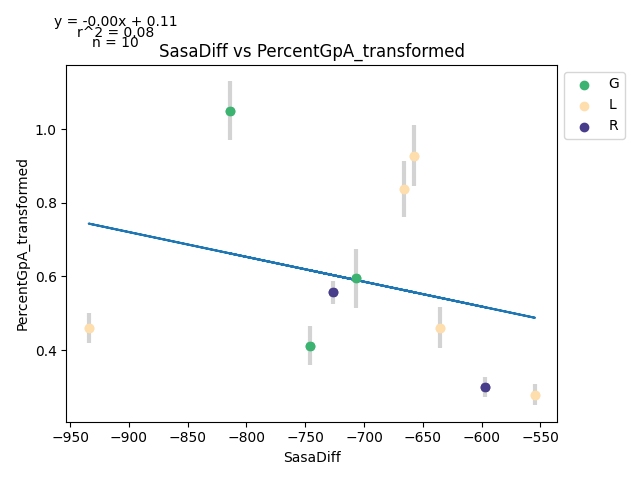 y = -0.00x + 0.11
r^2 = 0.08
n = 10
SasaDiff vs PercentGpA_transformed
G
L
R
PercentGpA_transformed
1.0
0.8
0.6
0.4
−950 −900 −850 −800 −750 −700 −650 −600 −550
SasaDiff